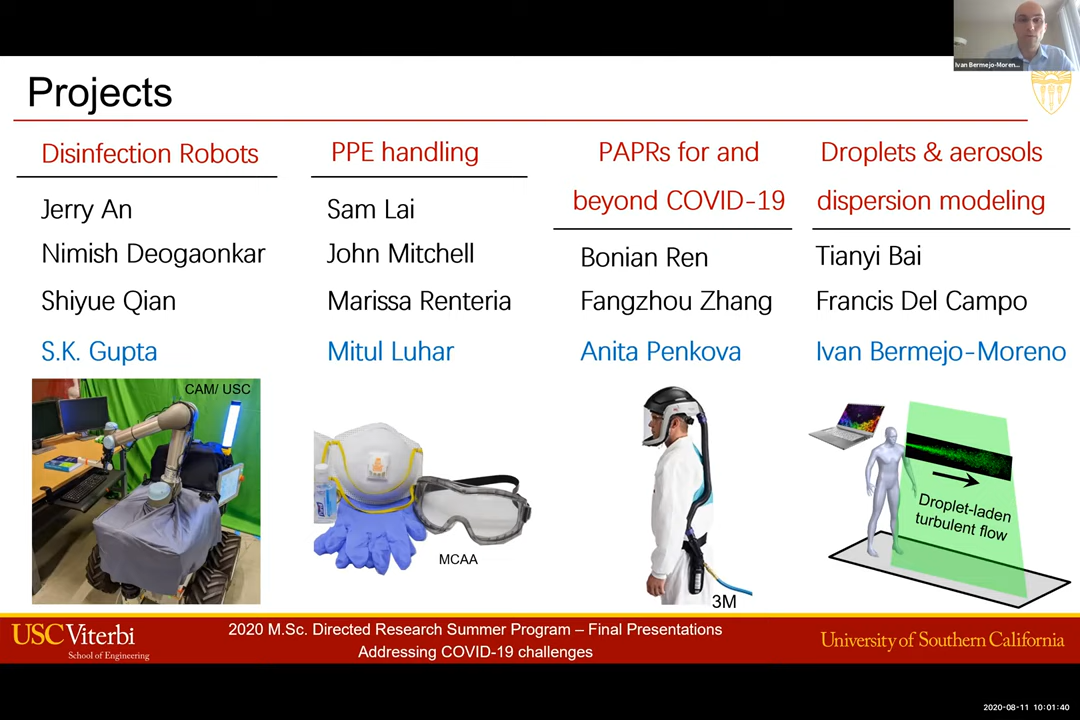 Ivan Bermejo-Moren...
Projects
Disinfection Robots
Jerry An
Nimish Deogaonkar
Shiyue Qian
S.K. Gupta
CAM/ USC
PPE handling
Sam Lai
John Mitchell
Marissa Renteria
Mitul Luhar
MCAA
PAPRs for and
beyond COVID-19
Bonian Ren
Fangzhou Zhang
Anita Penkova
3M
Droplets & aerosols
dispersion modeling
Tianyi Bai
Francis Del Campo
Ivan Bermejo-Moreno
Droplet-laden
turbulent flow
USC Viterbi
School of Engineering
2020 M.Sc. Directed Research Summer Program – Final Presentations
Addressing COVID-19 challenges
University of Southern California
2020-08-11 10:01:40